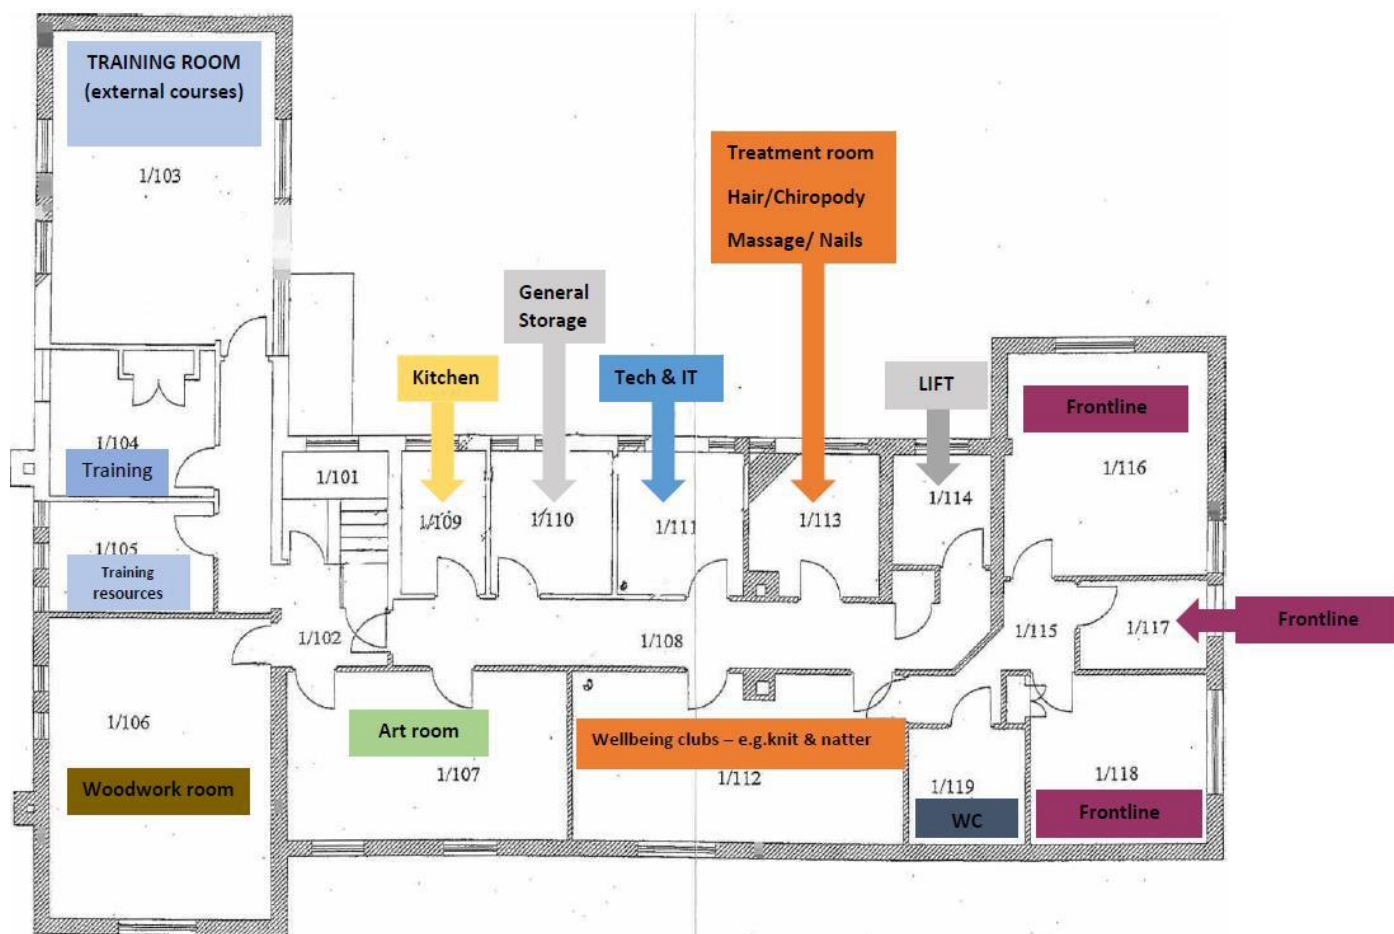 TRAINING ROOM
(external courses)
1/103
Treatment room
Hair/Chiropody
Massage/ Nails
General
Storage
Kitchen
Tech & IT
LIFT
Frontline
1/104
Training
1/101
1/116
1/109
1/110
1/111
1/113
1/114
1/105
Training
resources
1/102
1/108
1/115
1/117
Frontline
1/106
Art room
Wellbeing clubs – e.g.knit & natter
Woodwork room
1/107
1/112
1/119
1/118
WC
Frontline